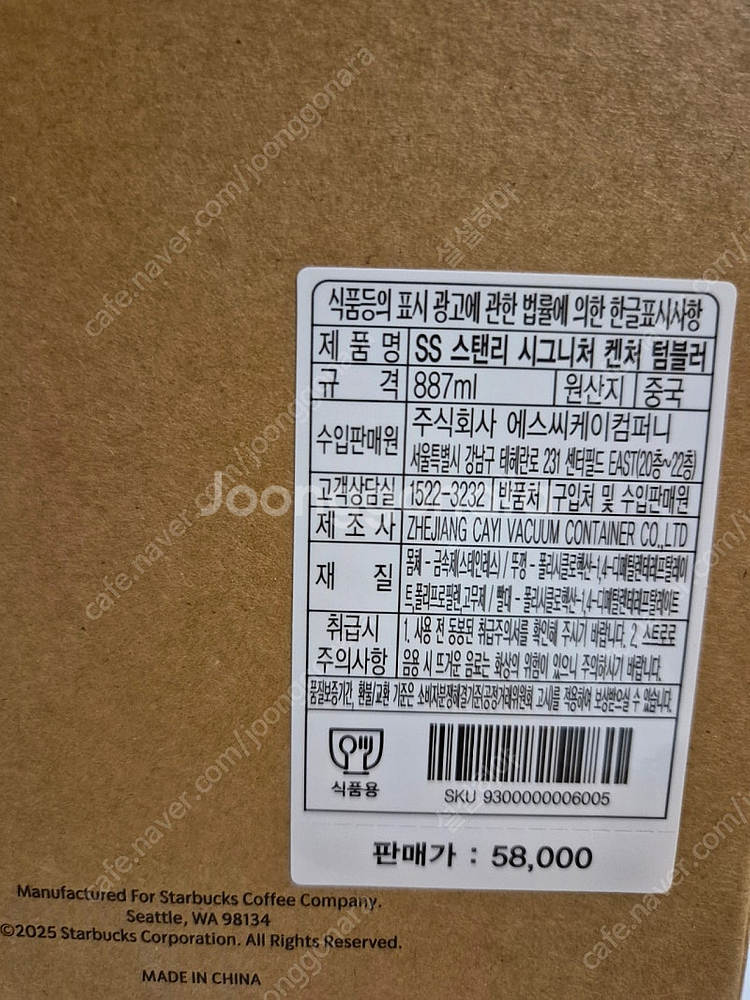 식품등의 표시 광고에 관한 법률에 의한 한글표시사항
제 품 명 SS 스탠리 시그니처 켄처 텀블러
규 격 887ml 원산지 중국
수입판매원 주식회사 에스씨케이컴퍼니
서울특별시 강남구 테헤란로 231 센터필드 EAST(20층~22층)
고객상담실 1522-3232 반품처 구입처 및 수입판매원
제 조 사 ZHEJIANG CAYI VACUUM CONTAINER CO.,LTD
재 질 몸체 - 금속제(스테인레스) / 뚜껑 - 폴리시클로헥산-1,4-디메틸렌테레프탈레이
트,폴리프로필렌,고무제 / 빨대 - 폴리시클로헥산-1,4-디메틸렌테레프탈레이트
취급시 주의사항 1. 사용 전 동봉된 취급주의서를 확인해 주시기 바랍니다. 2. 스트로로
음용 시 뜨거운 음료는 화상의 위험이 있으니 주의하시기 바랍니다.
품질보증기간, 환불/교환 기준은 소비자분쟁해결기준(공정거래위원회 고시)를 적용하여 보상받으실 수 있습니다.
식품용
SKU 9300000006005
판매가 : 58,000
Manufactured For Starbucks Coffee Company.
Seattle, WA 98134
©2025 Starbucks Corporation. All Rights Reserved.
MADE IN CHINA
cafe.naver.com/joonggonara
설설하마